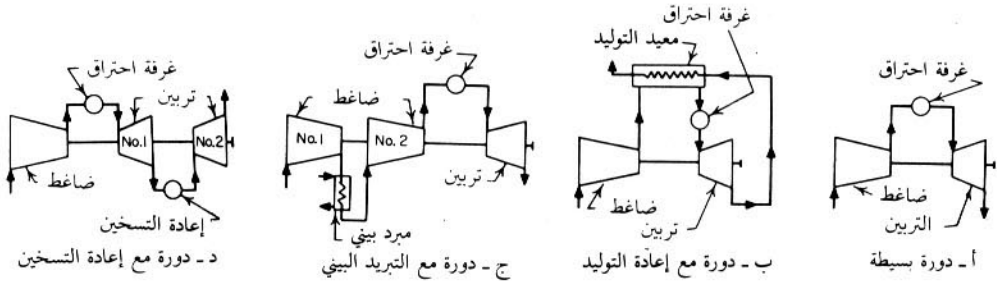 غرفة احتراق
ضاغط
التربين
أ ـ دورة بسيطة
غرفة احتراق
معيد التوليد
ضاغط
تربين
ب ـ دورة مع إعادة التوليد
غرفة احتراق
ضاغط
No.1
No. 2
تربين
مبرد بيني
ج ـ دورة مع التبريد البيني
غرفة احتراق
تربين
No.1
No.2
ضاغط
إعادة التسخين
د ـ دورة مع إعادة التسخين